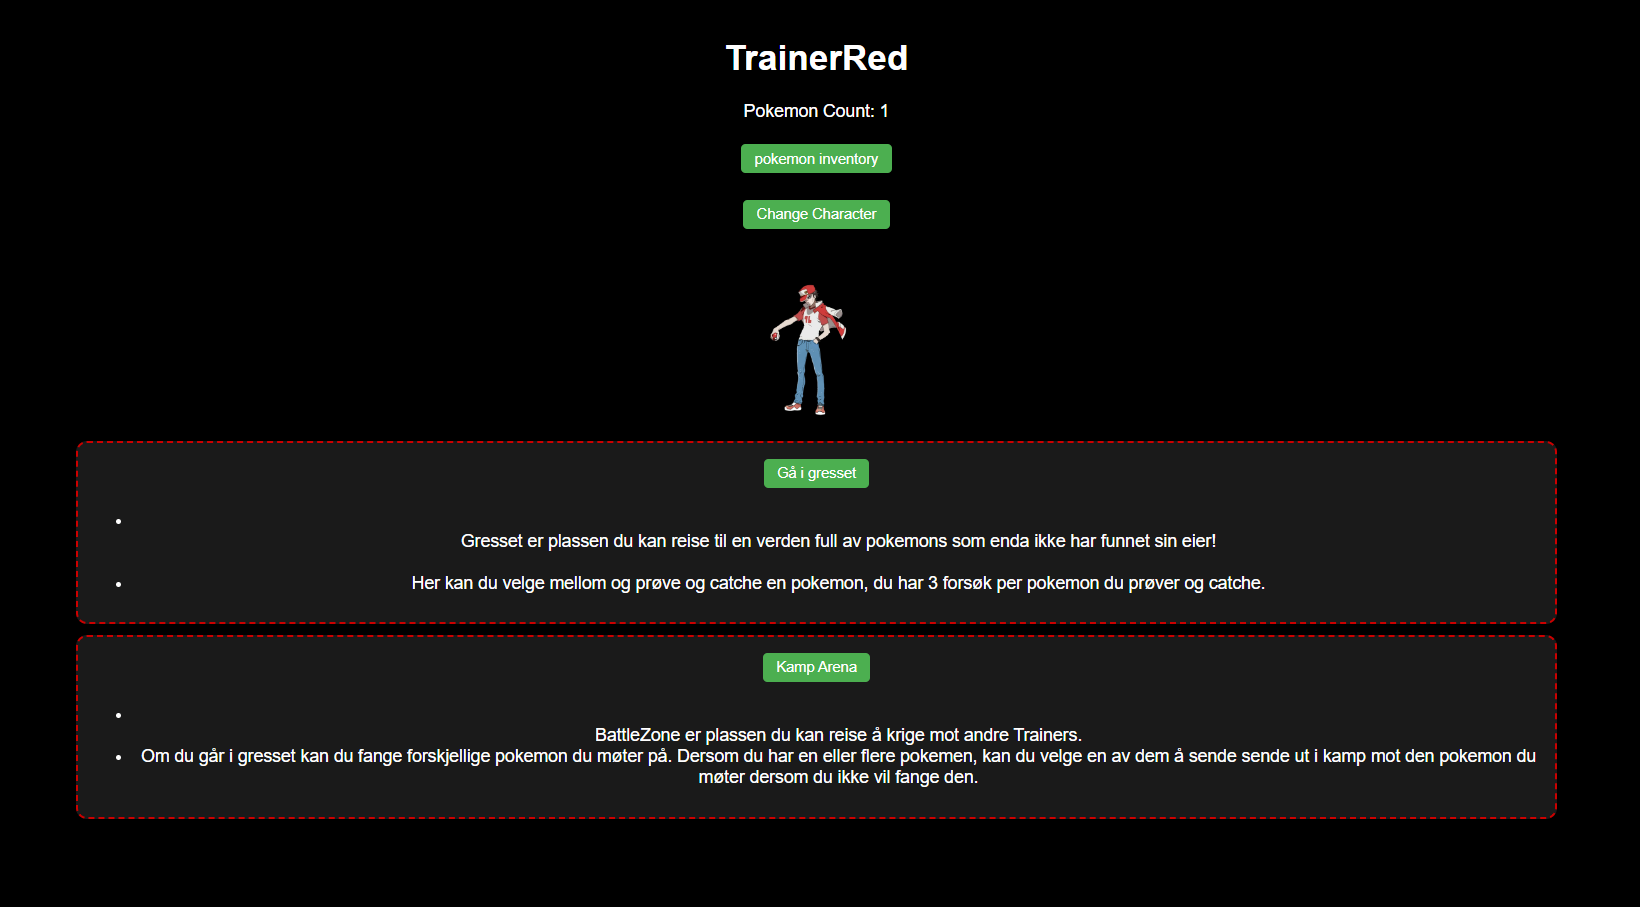 TrainerRed
Pokemon Count: 1
pokemon inventory
Change Character
Gå i gresset
Gresset er plassen du kan reise til en verden full av pokemons som enda ikke har funnet sin eier!
Her kan du velge mellom og prøve og catche en pokemon, du har 3 forsøk per pokemon du prøver og catche.
Kamp Arena
BattleZone er plassen du kan reise å krige mot andre Trainers.
Om du går i gresset kan du fange forskjellige pokemon du møter på. Dersom du har en eller flere pokemen, kan du velge en av dem å sende sende ut i kamp mot den pokemon du
møter dersom du ikke vil fange den.